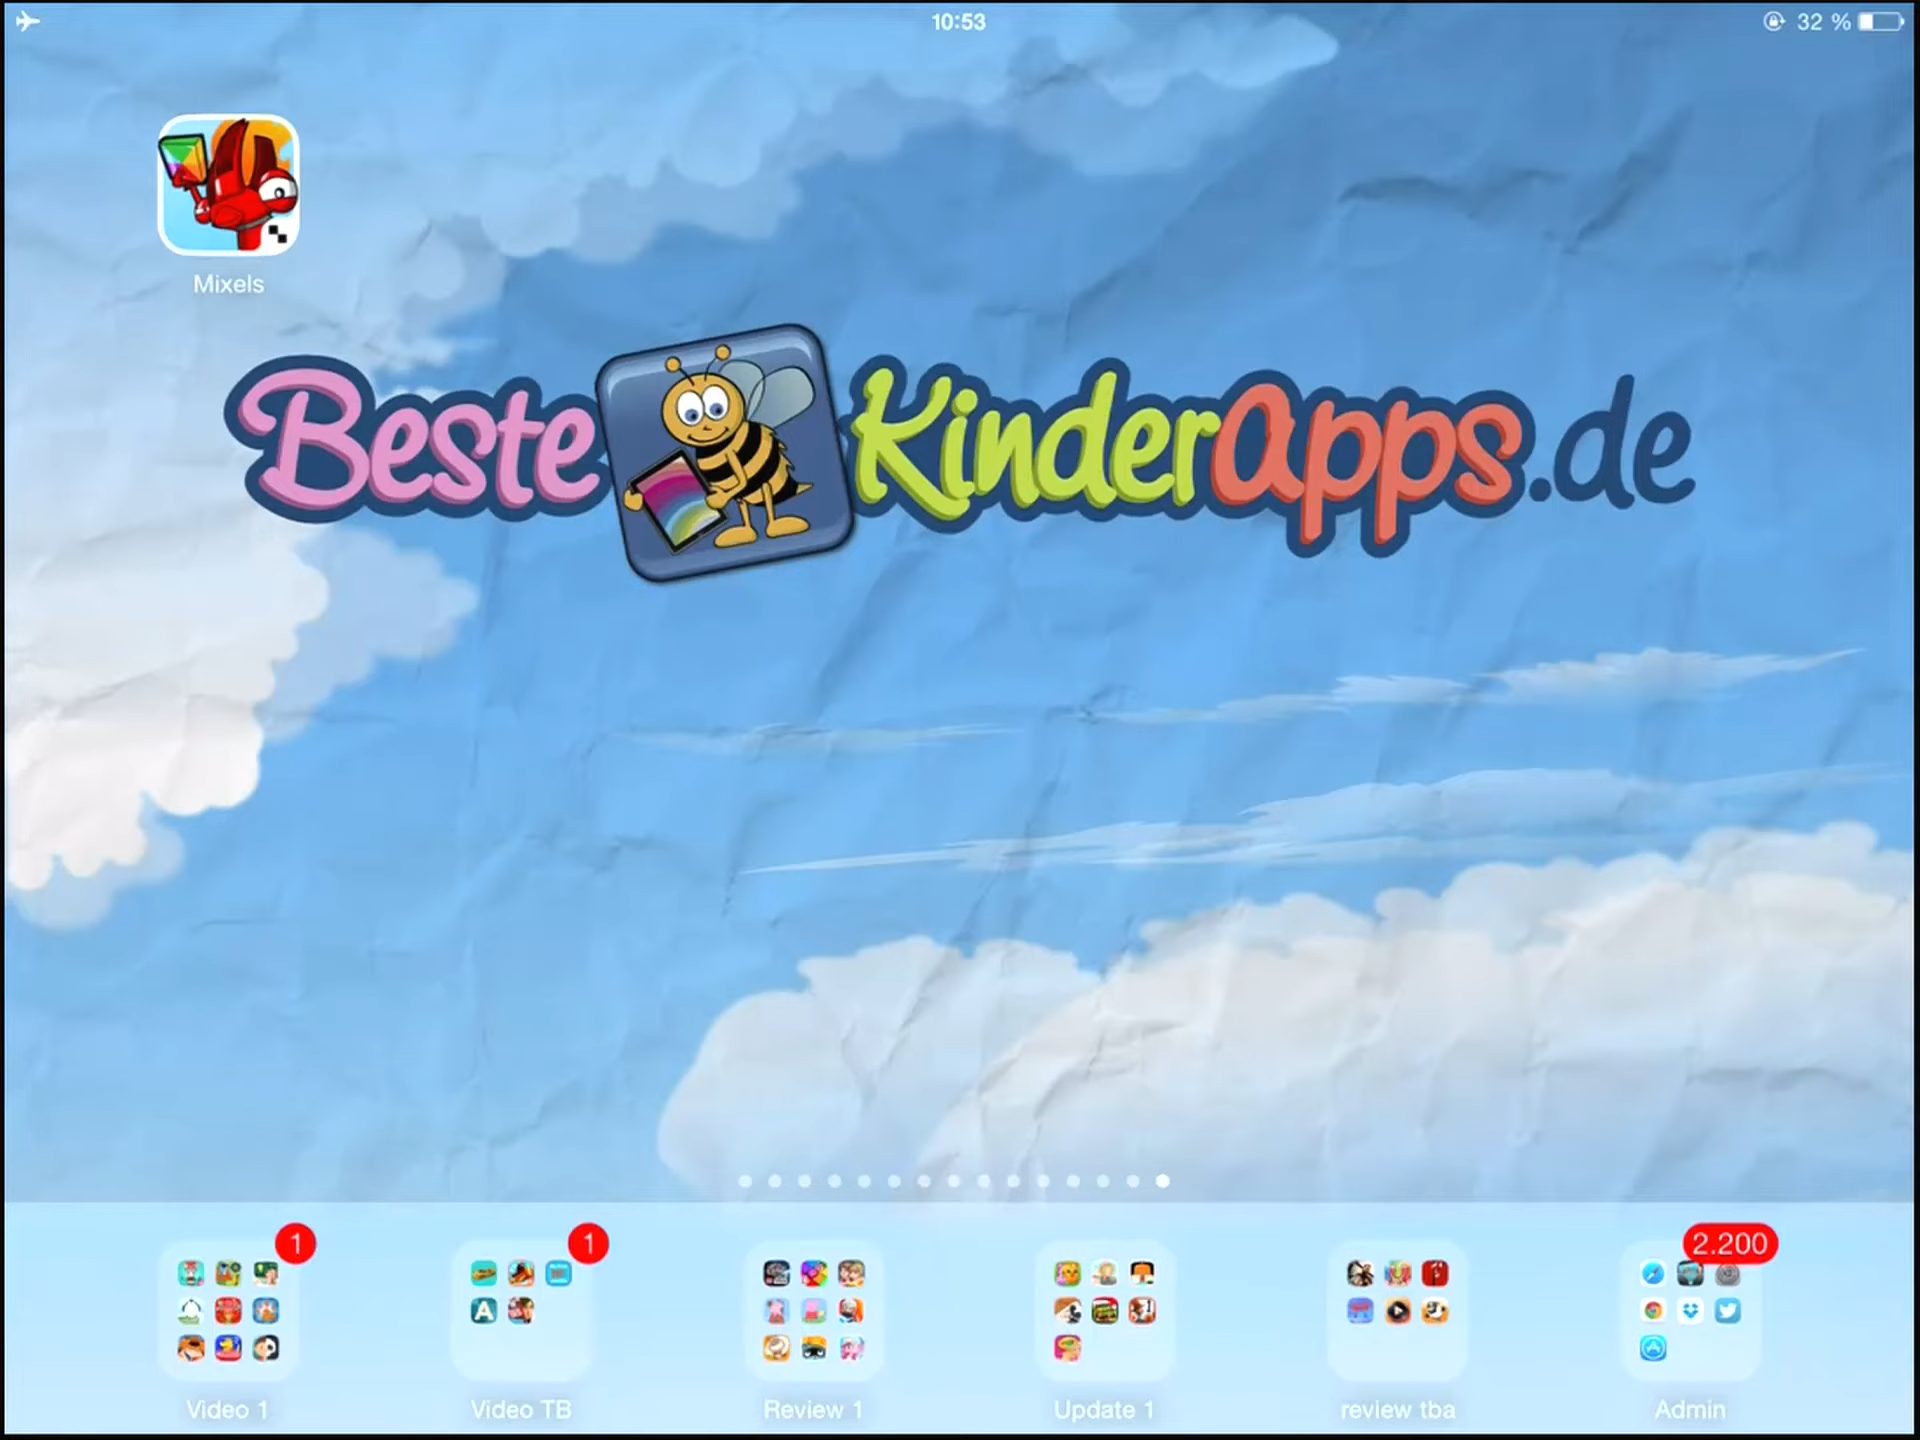 10:53
32 %
Mixels
BesteKinderApps.de
1
1
2.200
Video 1
Video TB
Review 1
Update 1
review tba
Admin